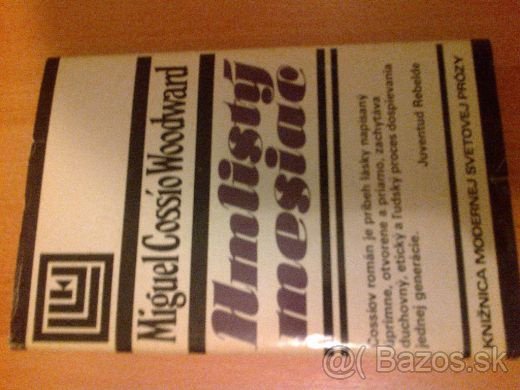 Miguel Cossío Woodward
Hmlistý
mesiac
Cossiov román je príbeh lásky napísaný
úprimne, otvorene a priamo, zachytáva
duchovný, etický a ľudský proces dospievania
jednej generácie.
Juventud Rebelde
KNIŽNICA MODERNEJ SVETOVEJ PRÓZY
Bazos.sk